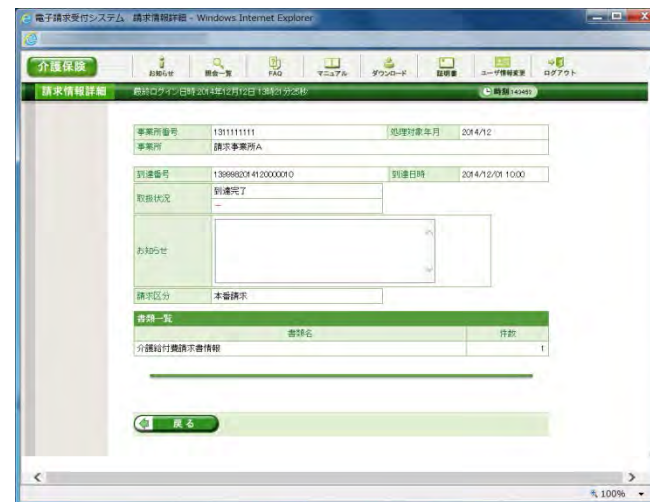 電子請求受付システム 請求情報詳細 - Windows Internet Explorer
介護保険
お知らせ 照会一覧 FAQ マニュアル ダウンロード 証明書 ユーザ情報変更 ログアウト
請求情報詳細 最終ログイン日時 2014年12月12日 13時21分25秒 時刻
事業所番号 1311111111 処理対象年月 2014/12
事業所 請求事業所A
到達番号 到達日時 2014/12/01 10:00
取扱状況 到達完了
--
お知らせ
請求区分 本番請求
書類一覧
書類名 件数
介護給付費請求書情報 1
戻る
100%